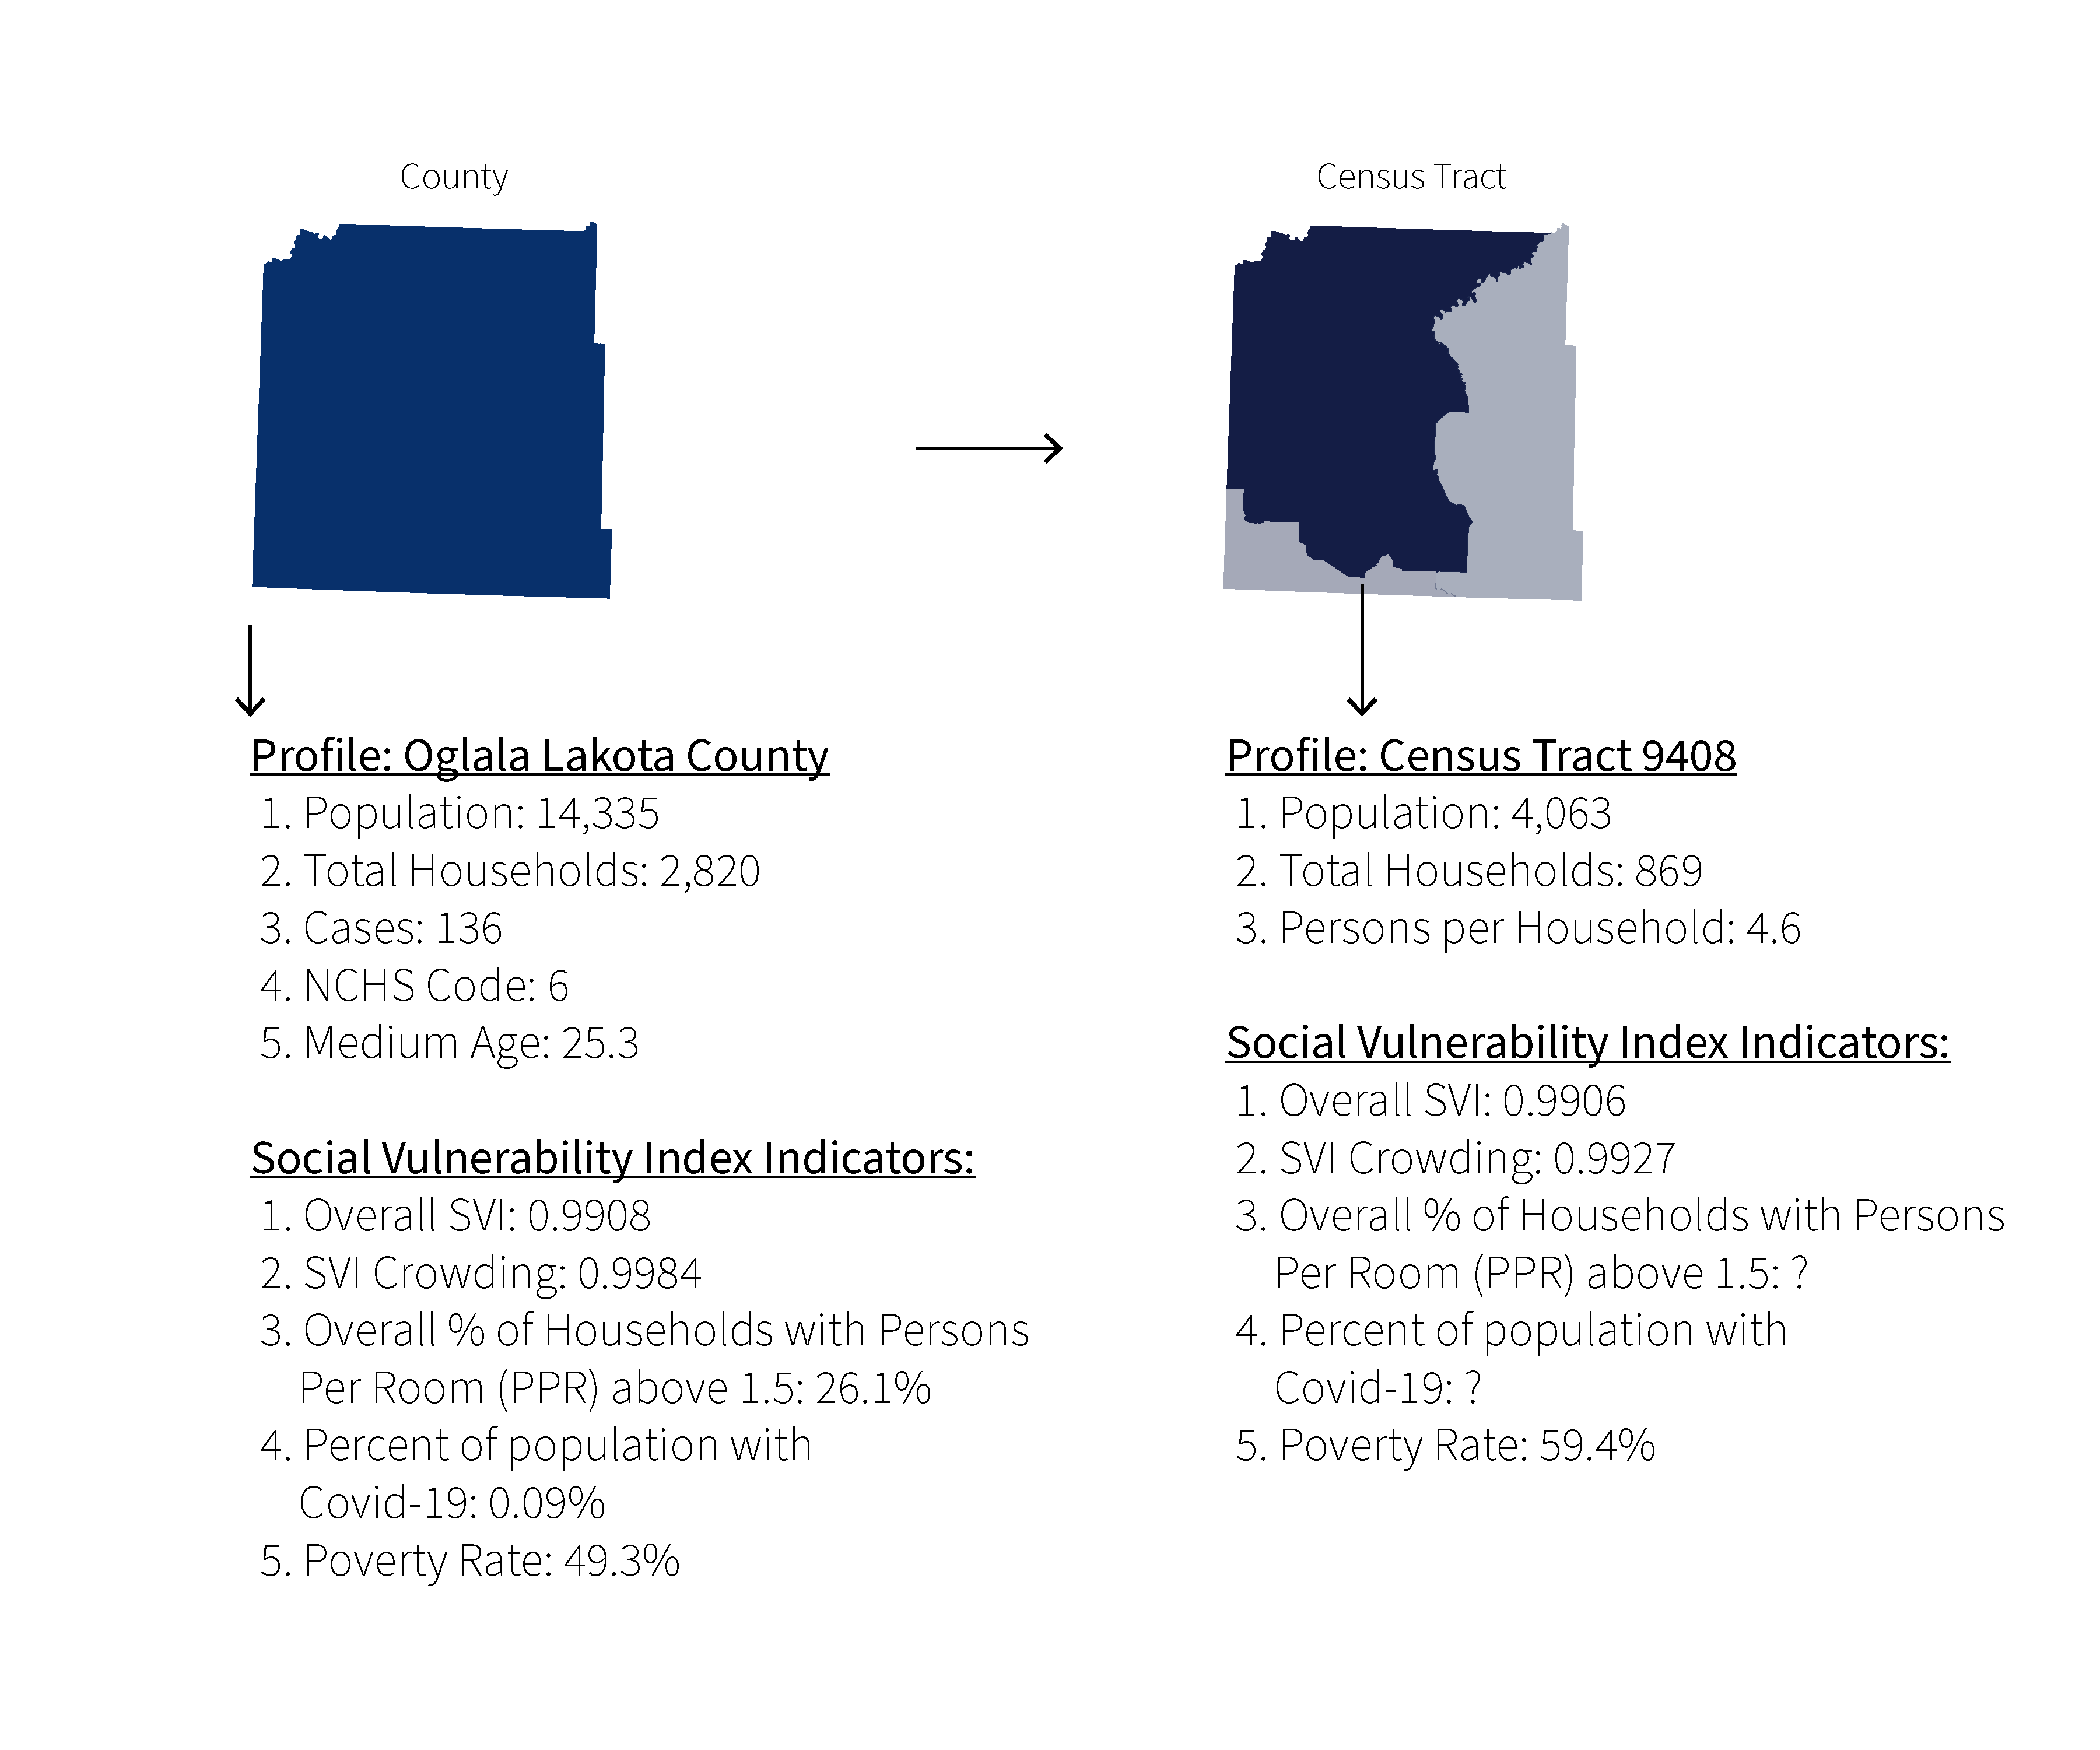 County
Census Tract
Profile: Oglala Lakota County
1. Population: 14,335
2. Total Households: 2,820
3. Cases: 136
4. NCHS Code: 6
5. Medium Age: 25.3
Social Vulnerability Index Indicators:
1. Overall SVI: 0.9908
2. SVI Crowding: 0.9984
3. Overall % of Households with Persons
Per Room (PPR) above 1.5: 26.1%
4. Percent of population with
Covid-19: 0.09%
5. Poverty Rate: 49.3%
Profile: Census Tract 9408
1. Population: 4,063
2. Total Households: 869
3. Persons per Household: 4.6
Social Vulnerability Index Indicators:
1. Overall SVI: 0.9906
2. SVI Crowding: 0.9927
3. Overall % of Households with Persons
Per Room (PPR) above 1.5: ?
4. Percent of population with
Covid-19: ?
5. Poverty Rate: 59.4%